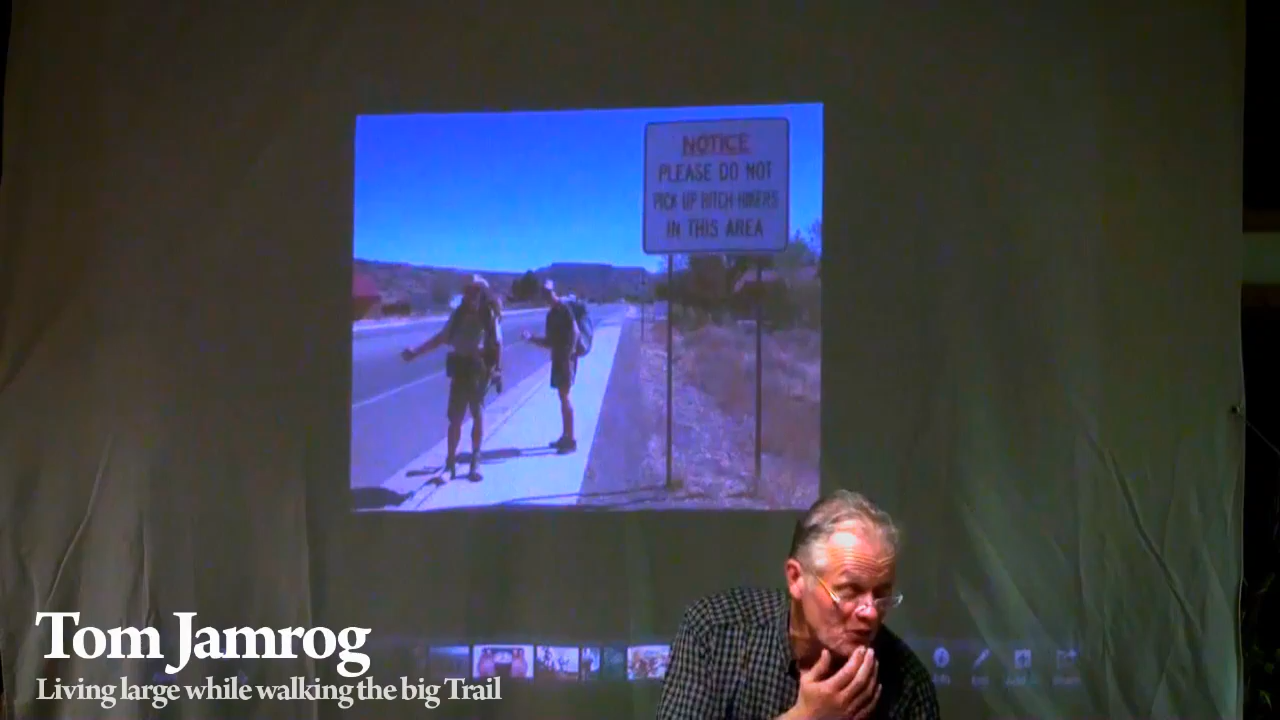 NOTICE
PLEASE DO NOT
PICK UP HITCH-HIKERS
IN THIS AREA
Tom Jamrog
Living large while walking the big Trail